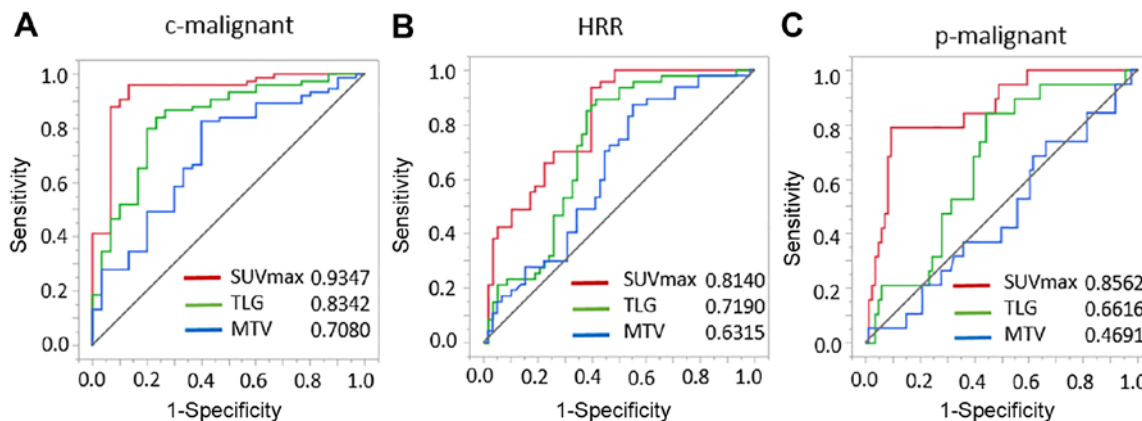 A c-malignant
Sensitivity
1.0
0.8
0.6
0.4
0.2
0.0
SUVmax 0.9347
TLG 0.8342
MTV 0.7080
0.0 0.2 0.4 0.6 0.8 1.0
1-Specificity
B HRR
Sensitivity
1.0
0.8
0.6
0.4
0.2
0.0
SUVmax 0.8140
TLG 0.7190
MTV 0.6315
0.0 0.2 0.4 0.6 0.8 1.0
1-Specificity
C p-malignant
Sensitivity
1.0
0.8
0.6
0.4
0.2
0.0
SUVmax 0.8562
TLG 0.6616
MTV 0.4691
0.0 0.2 0.4 0.6 0.8 1.0
1-Specificity